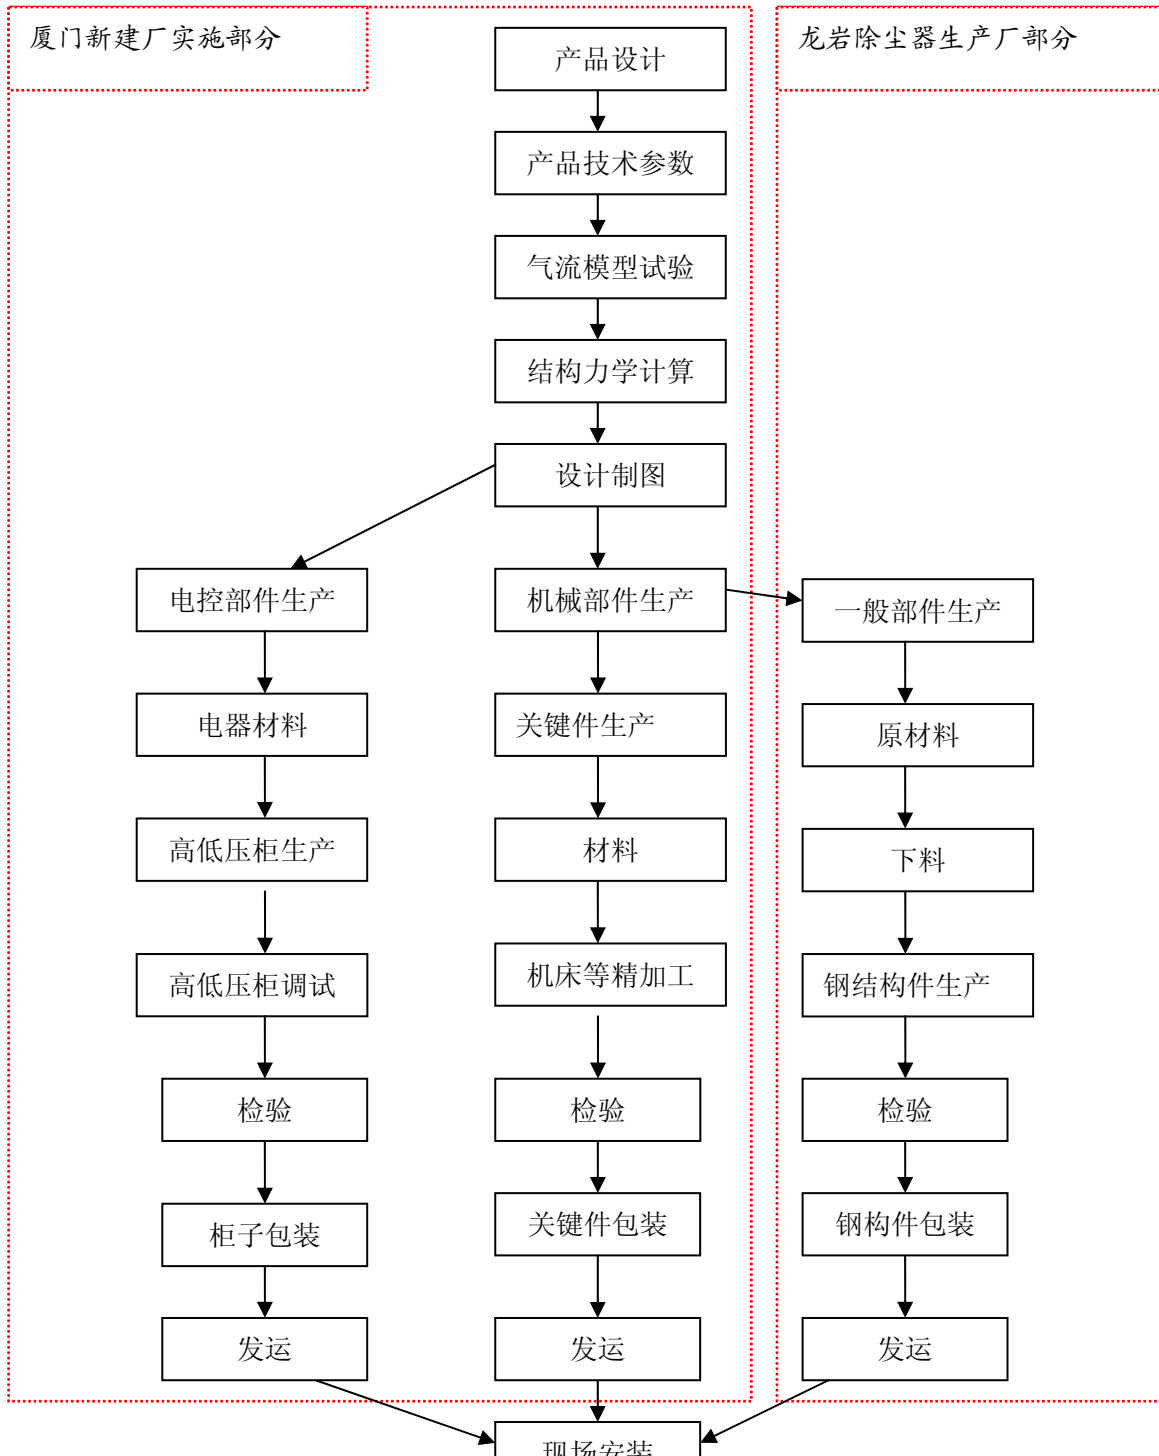 厦门新建厂实施部分
龙岩除尘器生产厂部分
产品设计
产品技术参数
气流模型试验
结构力学计算
设计制图
电控部件生产
机械部件生产
一般部件生产
电器材料
关键件生产
原材料
高低压柜生产
材料
下料
高低压柜调试
机床等精加工
钢结构件生产
检验
检验
检验
柜子包装
关键件包装
钢构件包装
发运
发运
发运
现场安装